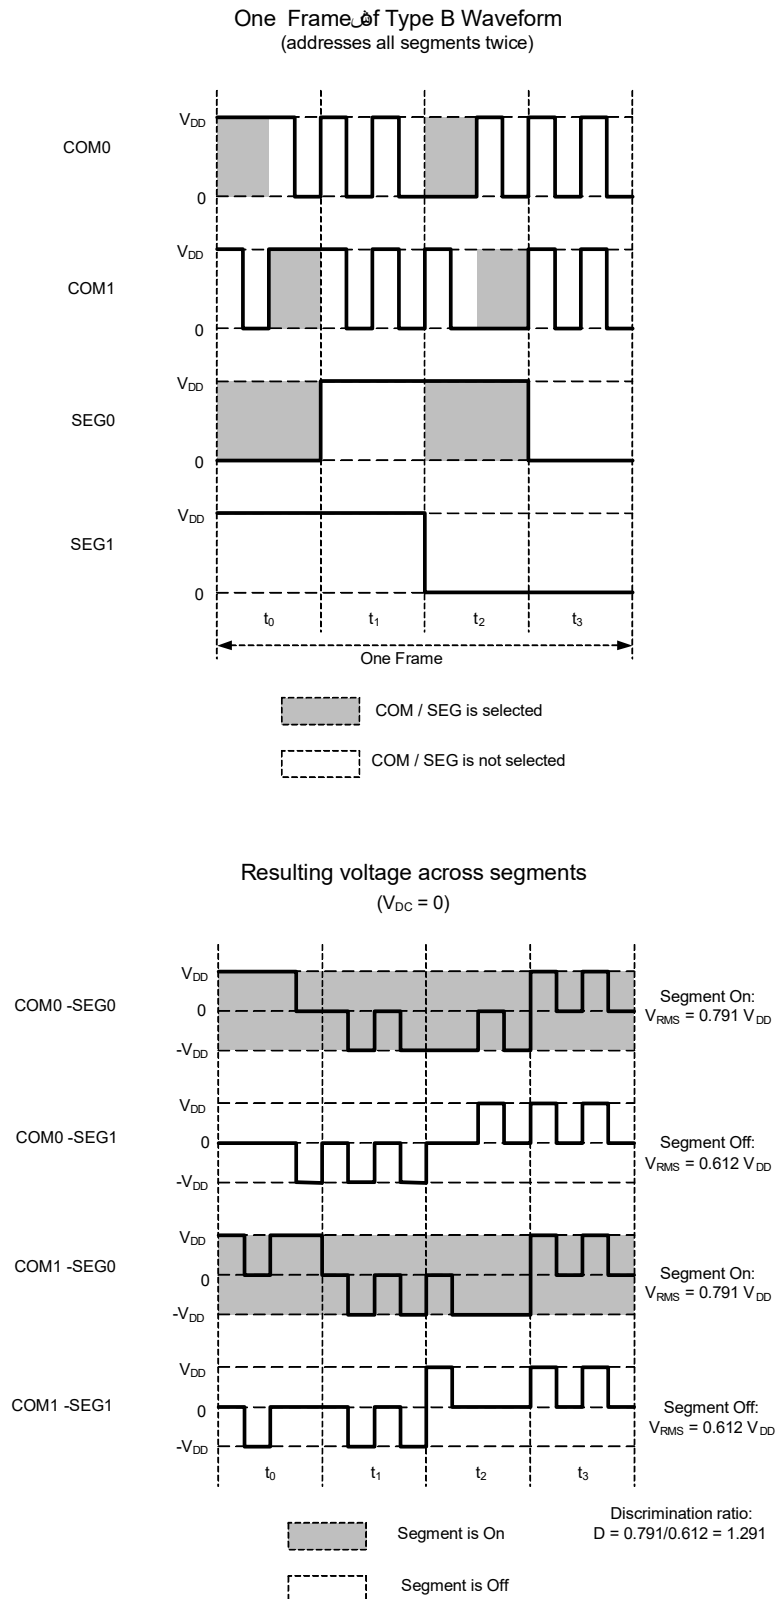 One Frame of Type B Waveform
(addresses all segments twice)
VDD
COM0
0
VDD
COM1
0
VDD
SEG0
0
VDD
SEG1
0
t0 t1 t2 t3
One Frame
COM / SEG is selected
COM / SEG is not selected
Resulting voltage across segments
(VDC = 0)
VDD
COM0 -SEG0
0
-VDD
Segment On:
VRMS = 0.791 VDD
VDD
COM0 -SEG1
0
-VDD
Segment Off:
VRMS = 0.612 VDD
VDD
COM1 -SEG0
0
-VDD
Segment On:
VRMS = 0.791 VDD
VDD
COM1 -SEG1
0
-VDD
Segment Off:
VRMS = 0.612 VDD
t0 t1 t2 t3
Segment is On
Discrimination ratio:
D = 0.791/0.612 = 1.291
Segment is Off